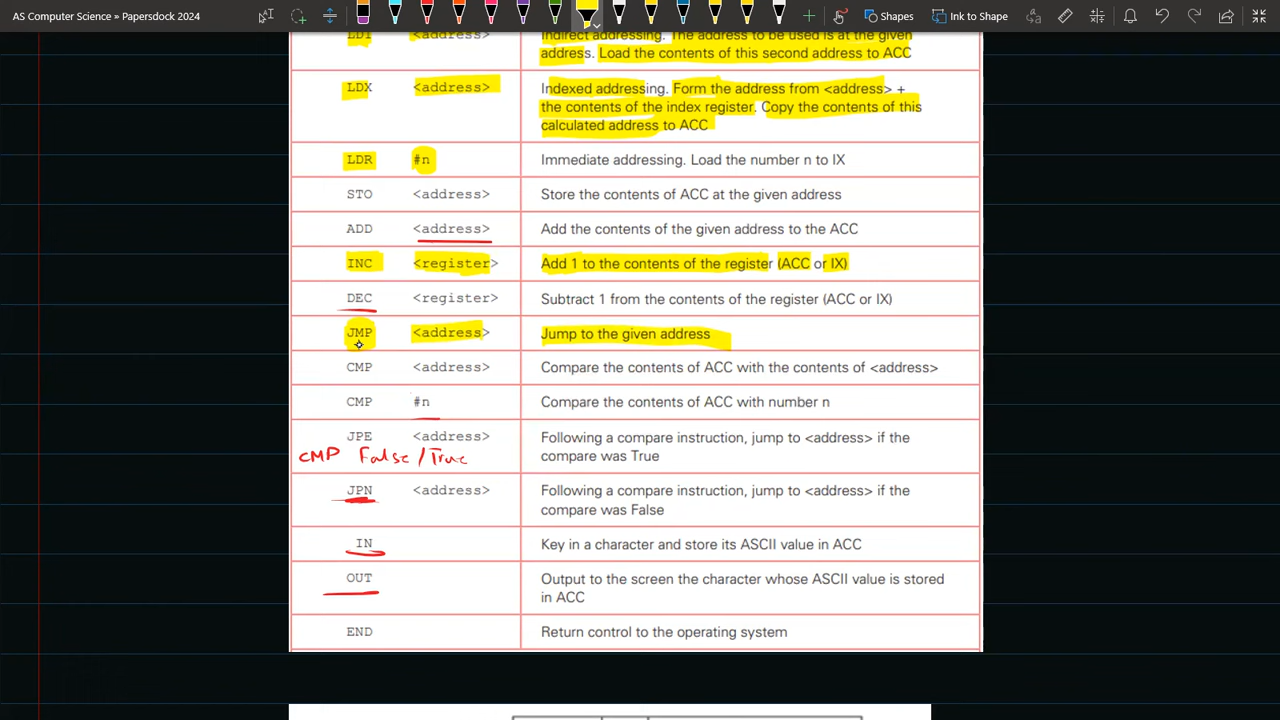 AS Computer Science » Papersdock 2024
Shapes
Ink to Shape
LDI <address> Indirect addressing. The address to be used is at the given
address. Load the contents of this second address to ACC
LDX <address> Indexed addressing. Form the address from <address> +
the contents of the index register. Copy the contents of this
calculated address to ACC
LDR #n Immediate addressing. Load the number n to IX
STO <address> Store the contents of ACC at the given address
ADD <address> Add the contents of the given address to the ACC
INC <register> Add 1 to the contents of the register (ACC or IX)
DEC <register> Subtract 1 from the contents of the register (ACC or IX)
JMP <address> Jump to the given address
CMP <address> Compare the contents of ACC with the contents of <address>
CMP #n Compare the contents of ACC with number n
JPE <address> Following a compare instruction, jump to <address> if the
compare was True
CMP False/True
JPN <address> Following a compare instruction, jump to <address> if the
compare was False
IN Key in a character and store its ASCII value in ACC
OUT Output to the screen the character whose ASCII value is stored
in ACC
END Return control to the operating system